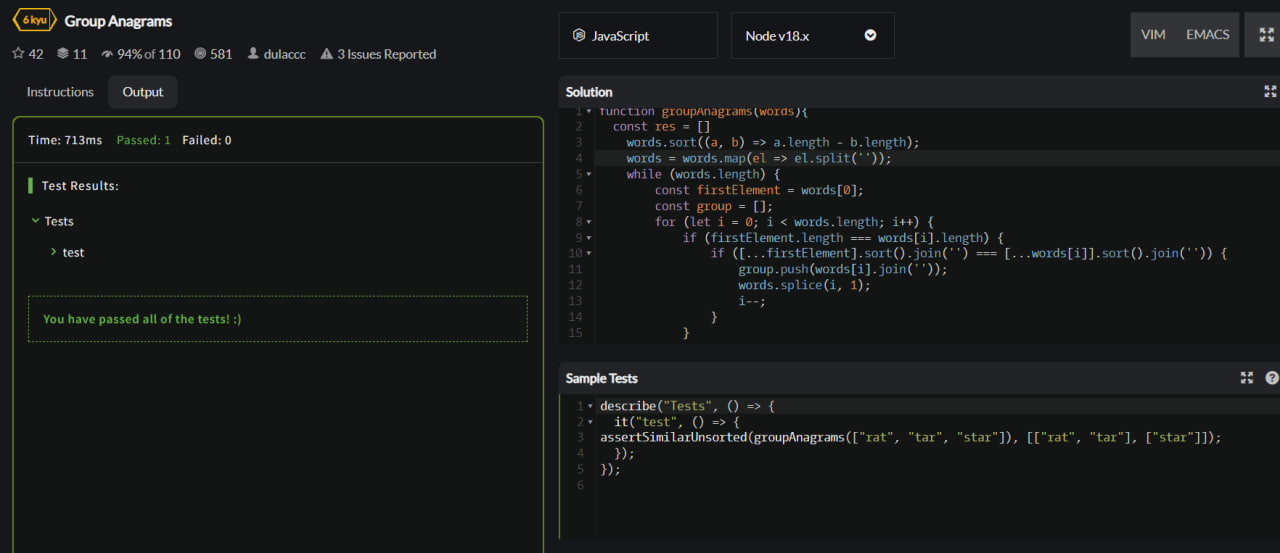 6 kyu Group Anagrams
42 11 94% of 110 581 dulaccc 3 Issues Reported
JavaScript
Node v18.x
VIM EMACS
Instructions Output
Time: 713ms Passed: 1 Failed: 0
Test Results:
Tests
test
You have passed all of the tests! :)
Solution
1 function groupAnagrams(words){
2 const res = []
3 words.sort((a, b) => a.length - b.length);
4 words = words.map(el => el.split(''));
5 while (words.length) {
6 const firstElement = words[0];
7 const group = [];
8 for (let i = 0; i < words.length; i++) {
9 if (firstElement.length === words[i].length) {
10 if ([...firstElement].sort().join('') === [...words[i]].sort().join('')) {
11 group.push(words[i].join(''));
12 words.splice(i, 1);
13 i--;
14 }
15 }
Sample Tests
?
1 describe("Tests", () => {
2 it("test", () => {
3 assertSimilarUnsorted(groupAnagrams(["rat", "tar", "star"]), [["rat", "tar"], ["star"]]);
4 });
5 });
6